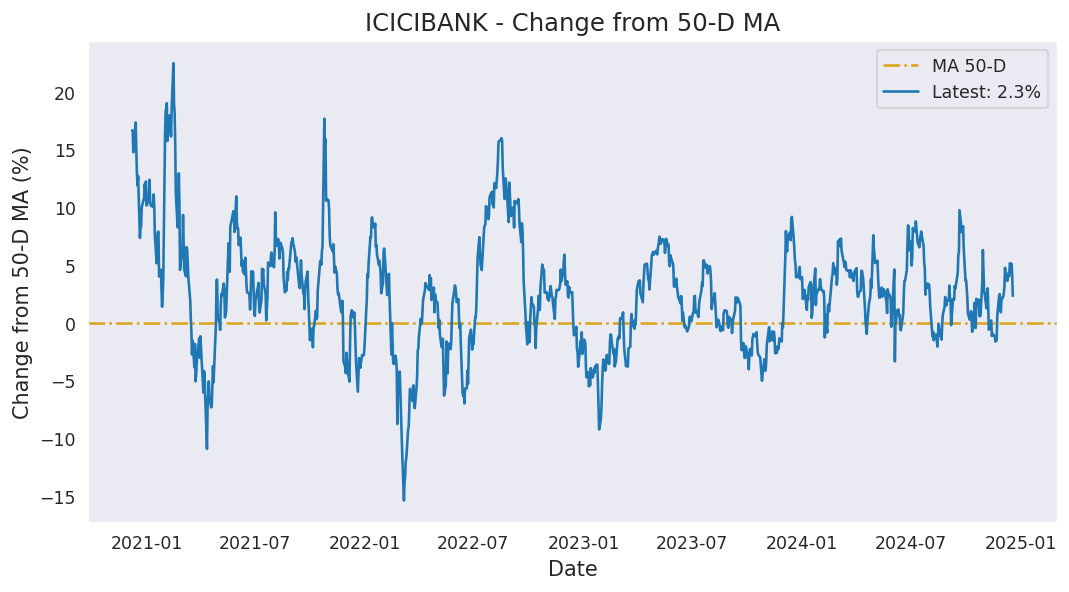 ICICIBANK - Change from 50-D MA
MA 50-D
Latest: 2.3%
Change from 50-D MA (%)
20
15
10
5
0
−5
−10
−15
2021-01 2021-07 2022-01 2022-07 2023-01 2023-07 2024-01 2024-07 2025-01
Date